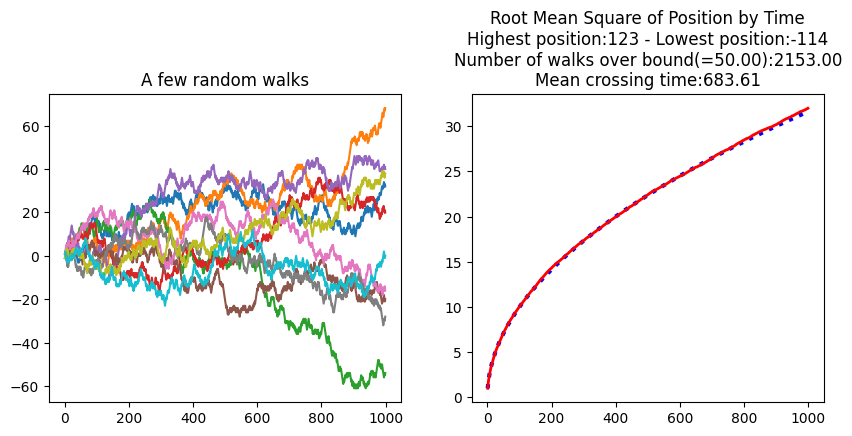 A few random walks
60
40
20
0
−20
−40
−60
0 200 400 600 800 1000
Root Mean Square of Position by Time
Highest position:123 - Lowest position:-114
Number of walks over bound(=50.00):2153.00
Mean crossing time:683.61
30
25
20
15
10
5
0
0 200 400 600 800 1000